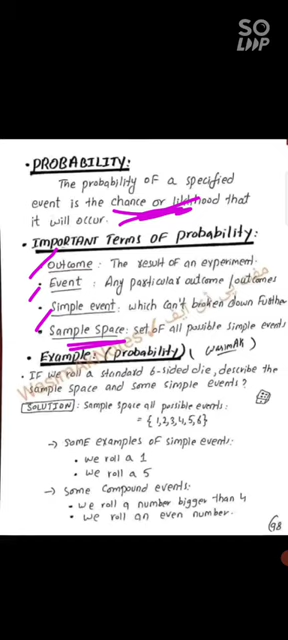 SO
LOOP
• PROBABILITY:
The probability of a specified
event is the chance or likelihood that
it will occur.
• IMPORTANT Terms of probability:
• Outcome: The result of an experiment.
• Event: Any particular outcome/outcomes
• Simple event: which can't broken down Further
• Sample space: set of all possible simple events
• Example: (probability) (WasimAk)
• IF we roll a standard 6-sided die, describe the
sample space and some simple events?
SOLUTION: Sample space all possible events:
= {1,2,3,4,5,6}
→ Some examples of simple events:
• we roll a 1
• we roll a 5
→ Some compound events:
• we roll a number bigger than 4
• we roll an even number.
98